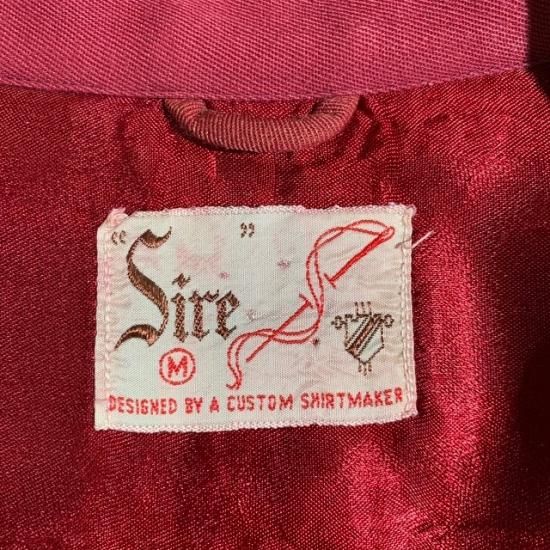 "Sire"
M
DESIGNED BY A CUSTOM SHIRTMAKER